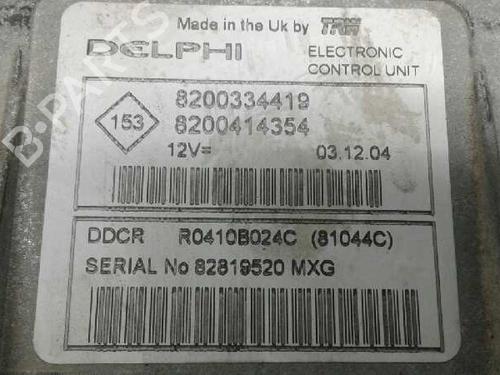 Made in the Uk by TRW
DELPHI
ELECTRONIC
CONTROL UNIT
153
8200334419
8200414354
12V=
03.12.04
DDCR R0410B024C (81044C)
SERIAL No 82819520 MXG
B-PARTS